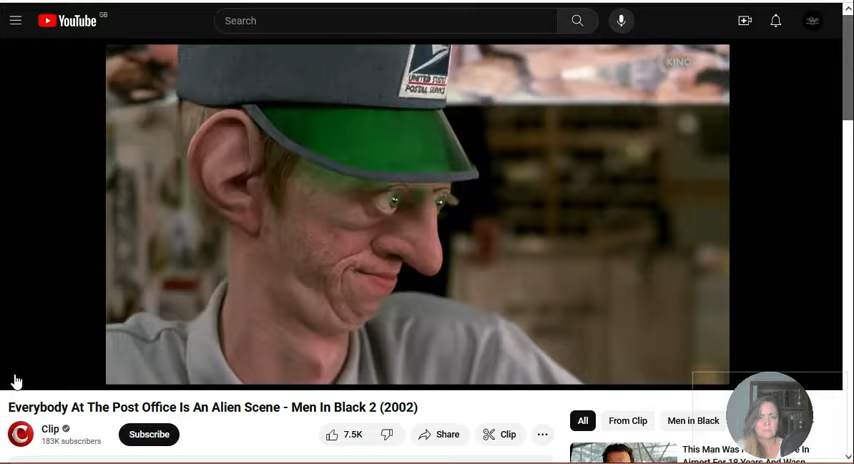 YouTube GB
Search
UNITED STATES
POSTAL SERVICE
KINO
Everybody At The Post Office Is An Alien Scene - Men In Black 2 (2002)
Clip
183K subscribers
Subscribe
7.5K
Share
Clip
All
From Clip
Men in Black
This Man Was
In
Airport For 18 Years And Wasn